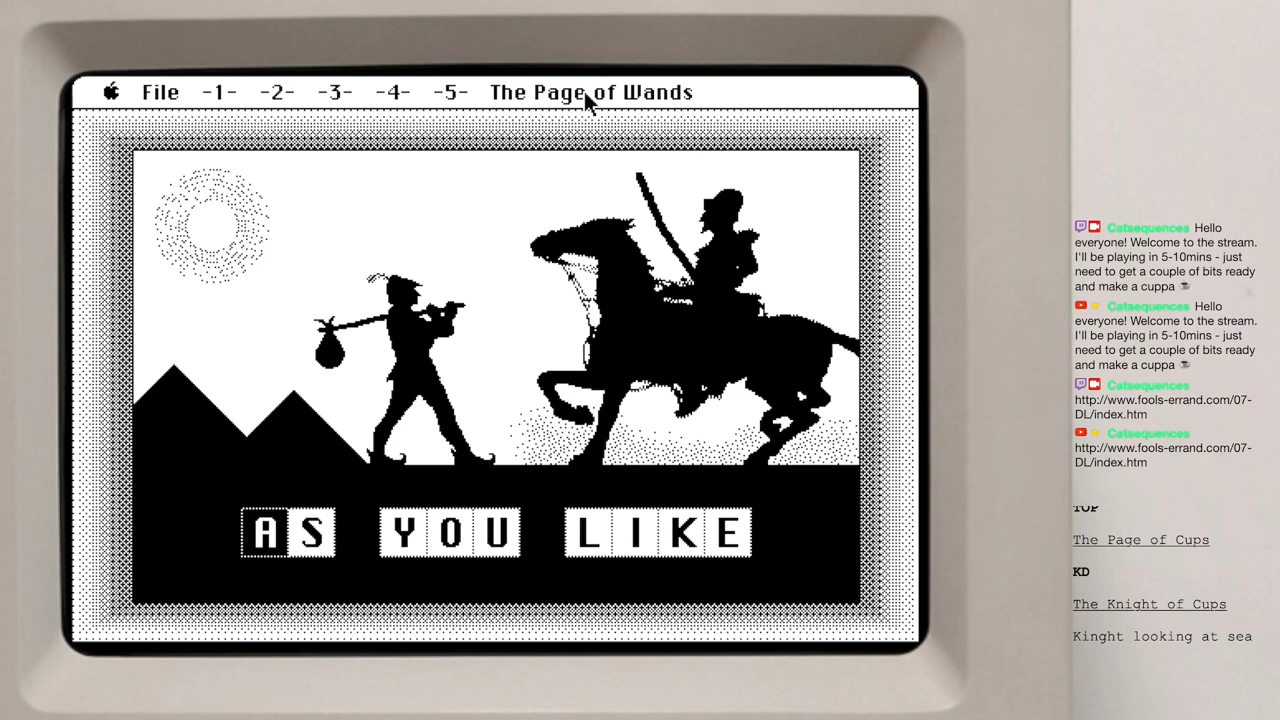 File -1- -2- -3- -4- -5- The Page of Wands
AS YOU LIKE
Catsequences Hello
everyone! Welcome to the stream.
I'll be playing in 5-10mins - just
need to get a couple of bits ready
and make a cuppa
Catsequences Hello
everyone! Welcome to the stream.
I'll be playing in 5-10mins - just
need to get a couple of bits ready
and make a cuppa
Catsequences
http://www.fools-errand.com/07-
DL/index.htm
Catsequences
http://www.fools-errand.com/07-
DL/index.htm
TOP
The Page of Cups
KD
The Knight of Cups
Kinght looking at sea